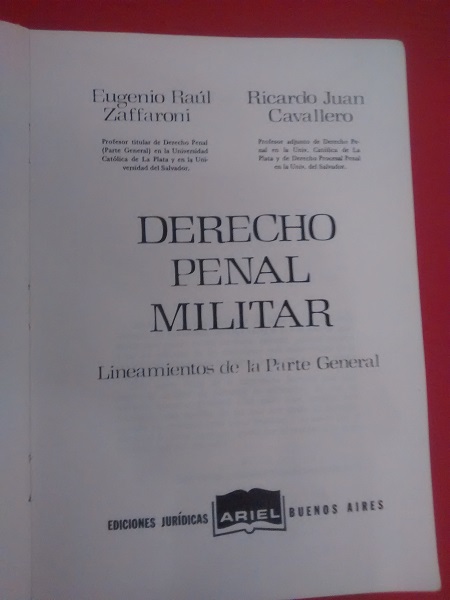 Eugenio Raúl
Zaffaroni
Profesor titular de Derecho Penal
(Parte General) en la Universidad
Católica de La Plata y en la Uni-
versidad del Salvador.
Ricardo Juan
Cavallero
Profesor adjunto de Derecho Pe-
nal en la Univ. Católica de La
Plata y de Derecho Procesal Penal
en la Univ. del Salvador.
DERECHO
PENAL
MILITAR
Lineamientos de la Parte General
EDICIONES JURÍDICAS ARIEL BUENOS AIRES